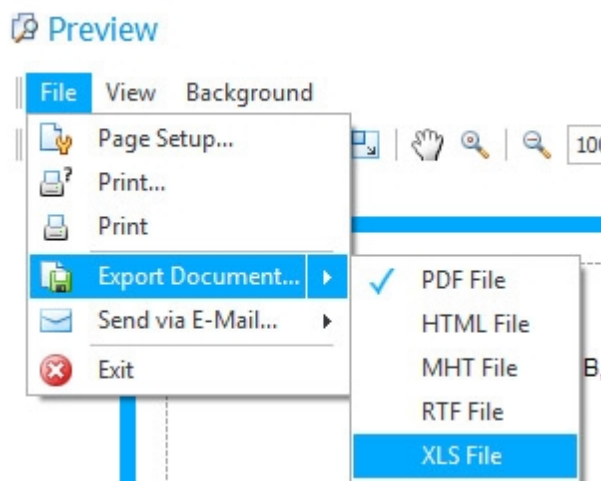 Preview
File View Background
Page Setup...
Print...
Print
Export Document...
Send via E-Mail...
Exit
PDF File
HTML File
MHT File
RTF File
XLS File
100
B